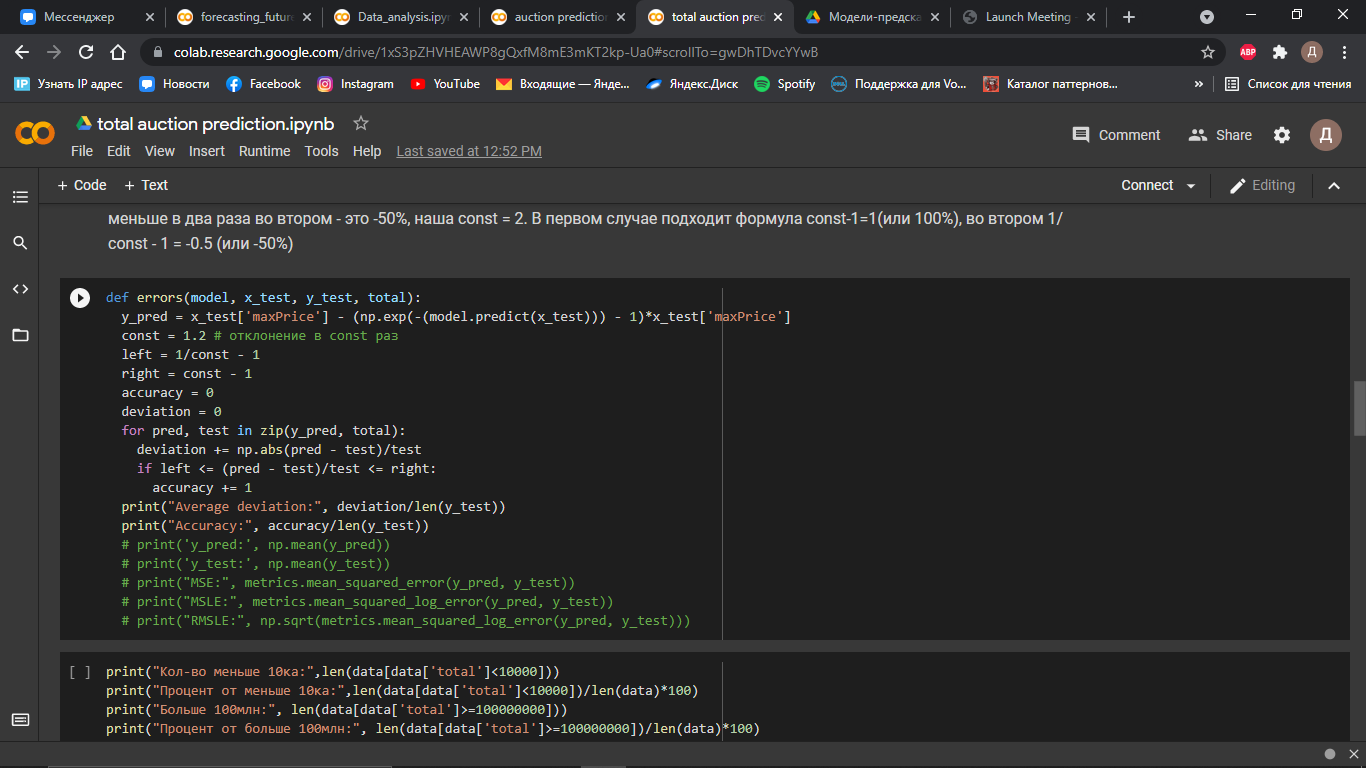 Мессенджер
forecasting_futur
Data_analysis.ipyn
auction prediction
total auction pred
Модели-предска
Launch Meeting
colab.research.google.com/drive/1xS3pZHVHEAWP8gQxfM8mE3mKT2kp-Ua0#scrollTo=gwDhTDvcYYwB
ABP
Д
IP Узнать IP адрес
Новости
Facebook
Instagram
YouTube
Входящие — Янде...
Яндекс.Диск
Spotify
Поддержка для Vo...
Каталог паттернов...
»
Список для чтения
total auction prediction.ipynb
Comment
Share
Д
File Edit View Insert Runtime Tools Help Last saved at 12:52 PM
+ Code + Text
Connect
Editing
меньше в два раза во втором - это -50%, наша const = 2. В первом случае подходит формула const-1=1(или 100%), во втором 1/
const - 1 = -0.5 (или -50%)
def errors(model, x_test, y_test, total):
y_pred = x_test['maxPrice'] - (np.exp(-(model.predict(x_test))) - 1)*x_test['maxPrice']
const = 1.2 # отклонение в const раз
left = 1/const - 1
right = const - 1
accuracy = 0
deviation = 0
for pred, test in zip(y_pred, total):
deviation += np.abs(pred - test)/test
if left <= (pred - test)/test <= right:
accuracy += 1
print("Average deviation:", deviation/len(y_test))
print("Accuracy:", accuracy/len(y_test))
# print('y_pred:', np.mean(y_pred))
# print('y_test:', np.mean(y_test))
# print("MSE:", metrics.mean_squared_error(y_pred, y_test))
# print("MSLE:", metrics.mean_squared_log_error(y_pred, y_test))
# print("RMSLE:", np.sqrt(metrics.mean_squared_log_error(y_pred, y_test)))
[ ] print("Кол-во меньше 10ка:",len(data[data['total']<10000]))
print("Процент от меньше 10ка:",len(data[data['total']<10000])/len(data)*100)
print("Больше 100млн:", len(data[data['total']>=100000000]))
print("Процент от больше 100млн:", len(data[data['total']>=100000000])/len(data)*100)